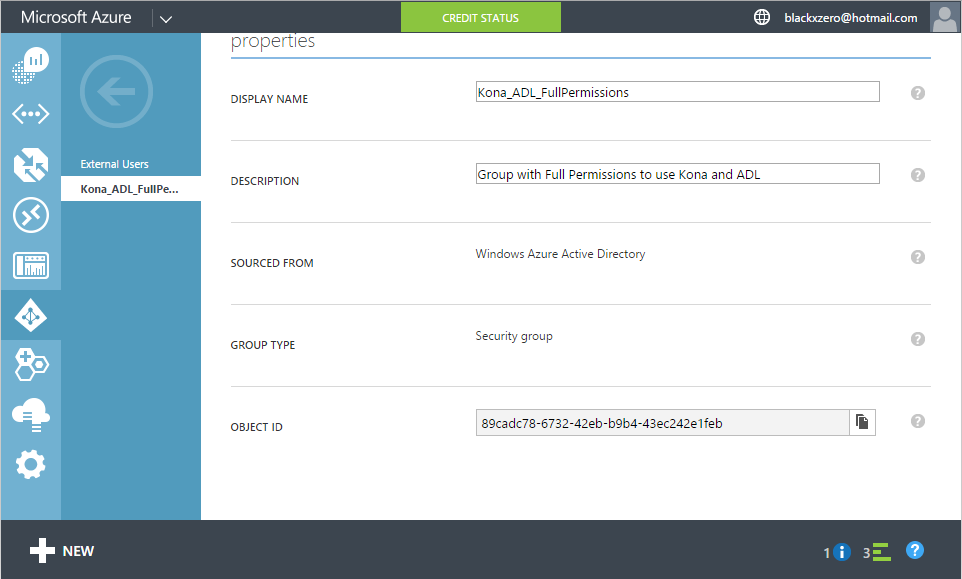 Microsoft Azure
CREDIT STATUS
blackxzero@hotmail.com
properties
External Users
Kona_ADL_FullPe...
DISPLAY NAME
Kona_ADL_FullPermissions
?
DESCRIPTION
Group with Full Permissions to use Kona and ADL
?
SOURCED FROM
Windows Azure Active Directory
?
GROUP TYPE
Security group
?
OBJECT ID
89cadc78-6732-42eb-b9b4-43ec242e1feb
?
NEW
1 i
3
?